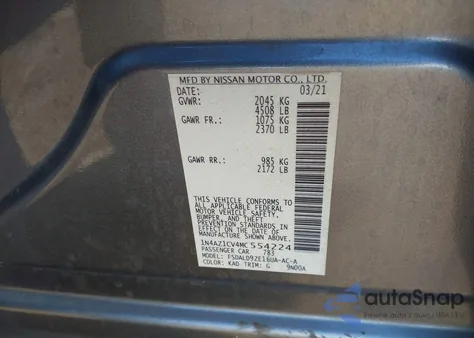 MFD BY NISSAN MOTOR CO., LTD.
DATE: 03/21
GVWR: 2045 KG
4508 LB
GAWR FR.: 1075 KG
2370 LB
GAWR RR.: 985 KG
2172 LB
THIS VEHICLE CONFORMS TO
ALL APPLICABLE FEDERAL
MOTOR VEHICLE SAFETY,
BUMPER, AND THEFT
PREVENTION STANDARDS IN
EFFECT ON THE DATE OF
MANUFACTURE SHOWN ABOVE.
1N4AZ1CV4MC554224
PASSENGER CAR 783
MODEL: FSDALD9ZE1BUA-AC-A
COLOR: KAD TRIM: G 9N00A
autoSnap